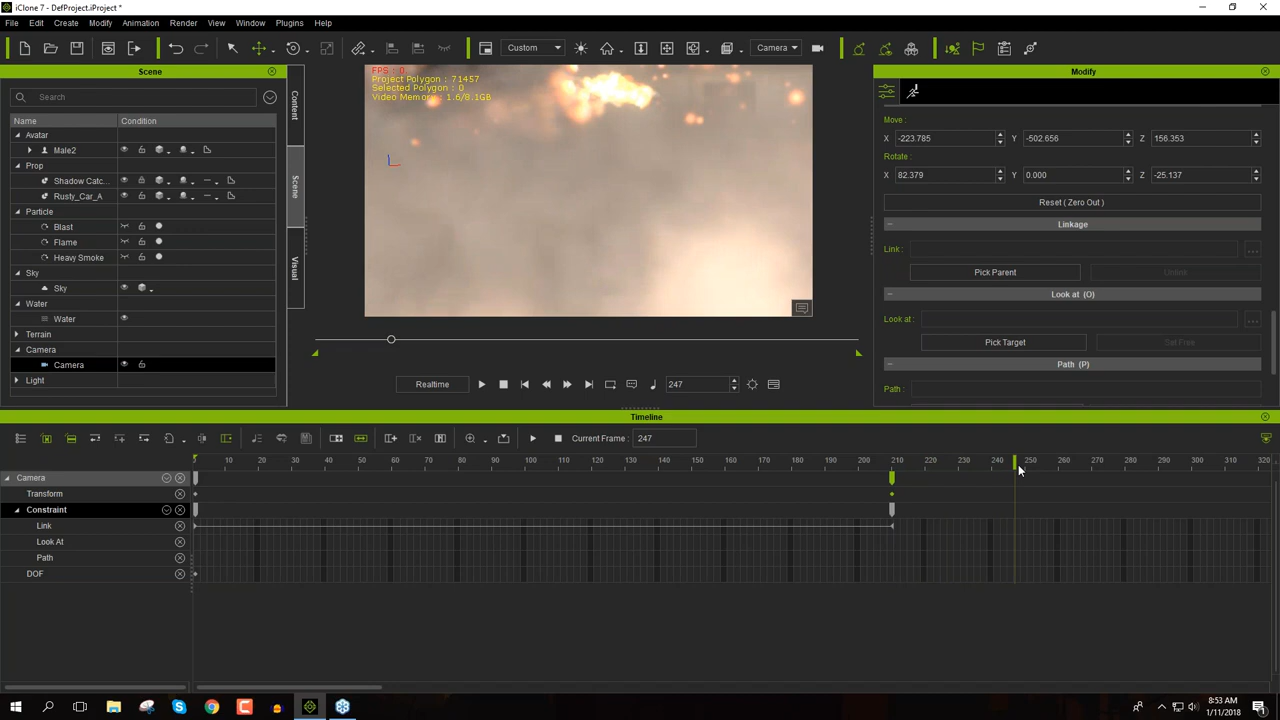 iClone 7 - DefProject.iProject *
File Edit Create Modify Animation Render View Window Plugins Help
Custom Camera
Scene
Search
Name Condition
Avatar
Male2
Prop
Shadow Catc...
Rusty_Car_A
Particle
Blast
Flame
Heavy Smoke
Sky
Sky
Water
Water
Terrain
Camera
Camera
Light
Content
Scene
Visual
FPS : 0
Project Polygon : 71457
Selected Polygon : 0
Video Memory : 1.6/8.1GB
Realtime 247
Modify
Move :
X -223.785 Y -502.656 Z 156.353
Rotate :
X 82.379 Y 0.000 Z -25.137
Reset ( Zero Out )
Linkage
Link :
Pick Parent Unlink
Look at (O)
Look at :
Pick Target Set Free
Path (P)
Path :
Timeline
Current Frame : 247
10 20 30 40 50 60 70 80 90 100 110 120 130 140 150 160 170 180 190 200 210 220 230 240 250 260 270 280 290 300 310 320
Camera
Transform
Constraint
Link
Look At
Path
DOF
8:53 AM
1/11/2018